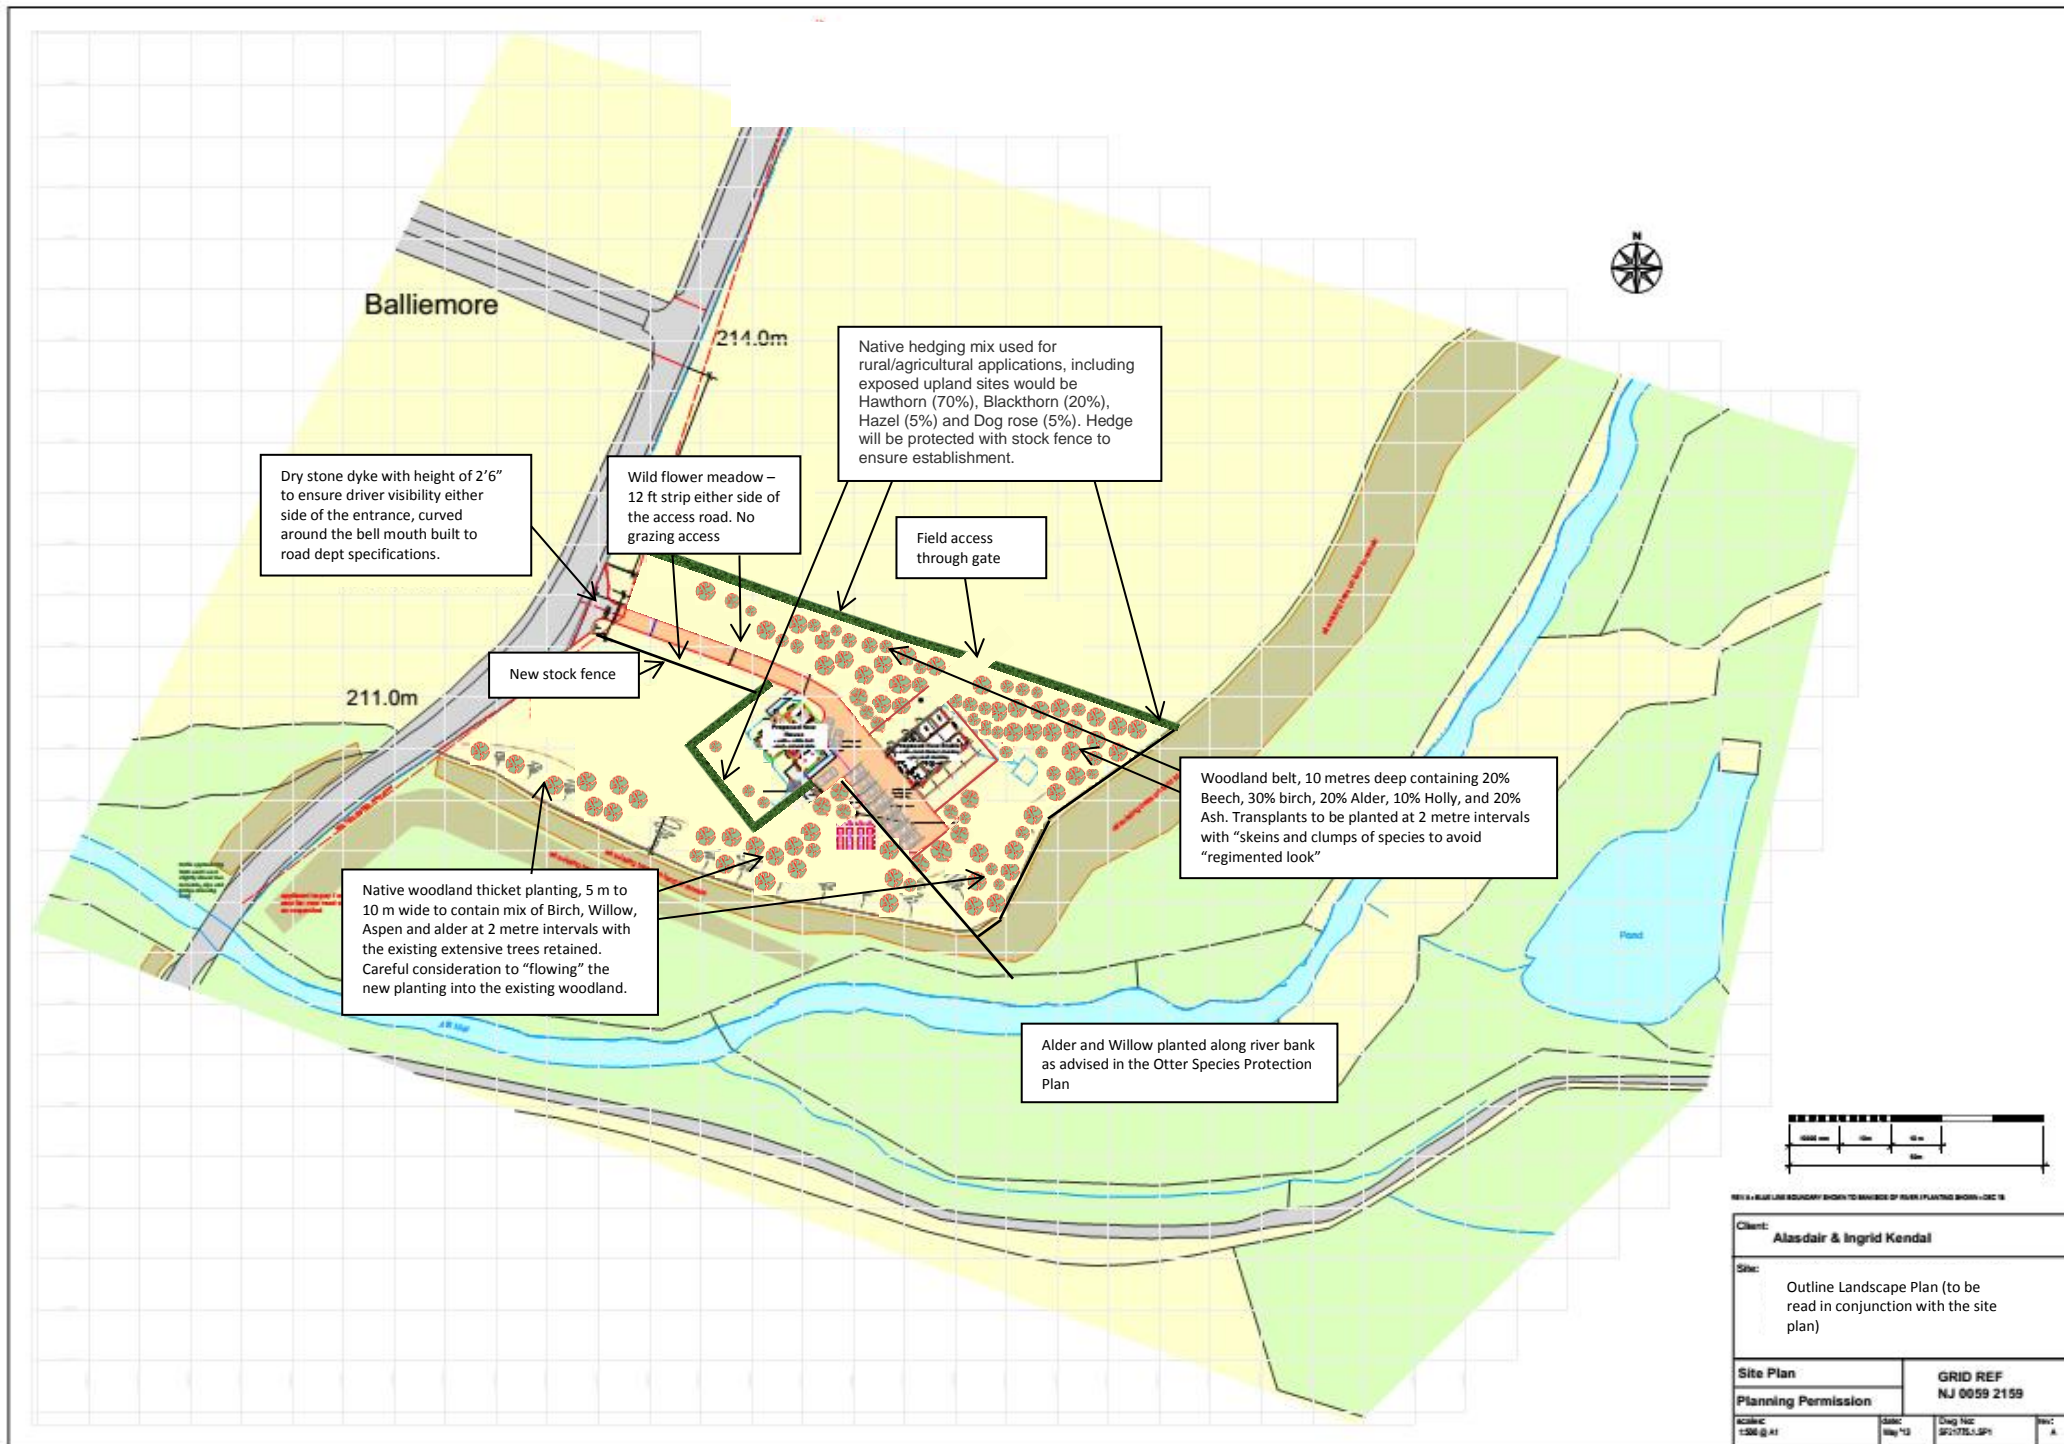 N
Balliemore
214.0m
Native hedging mix used for
rural/agricultural applications, including
exposed upland sites would be
Hawthorn (70%), Blackthorn (20%),
Hazel (5%) and Dog rose (5%). Hedge
will be protected with stock fence to
ensure establishment.
Dry stone dyke with height of 2’6”
to ensure driver visibility either
side of the entrance, curved
around the bell mouth built to
road dept specifications.
Wild flower meadow –
12 ft strip either side of
the access road. No
grazing access
Field access
through gate
New stock fence
211.0m
Woodland belt, 10 metres deep containing 20%
Beech, 30% birch, 20% Alder, 10% Holly, and 20%
Ash. Transplants to be planted at 2 metre intervals
with “skeins and clumps of species to avoid
“regimented look”
Native woodland thicket planting, 5 m to
10 m wide to contain mix of Birch, Willow,
Aspen and alder at 2 metre intervals with
the existing extensive trees retained.
Careful consideration to “flowing” the
new planting into the existing woodland.
Pond
Alder and Willow planted along river bank
as advised in the Otter Species Protection
Plan
Client:
Alasdair & Ingrid Kendal
Site:
Outline Landscape Plan (to be
read in conjunction with the site
plan)
Site Plan
Planning Permission
GRID REF
NJ 0059 2159
scales:
1:500 @ A1
date:
May '13
Dwg No:
rev:
A